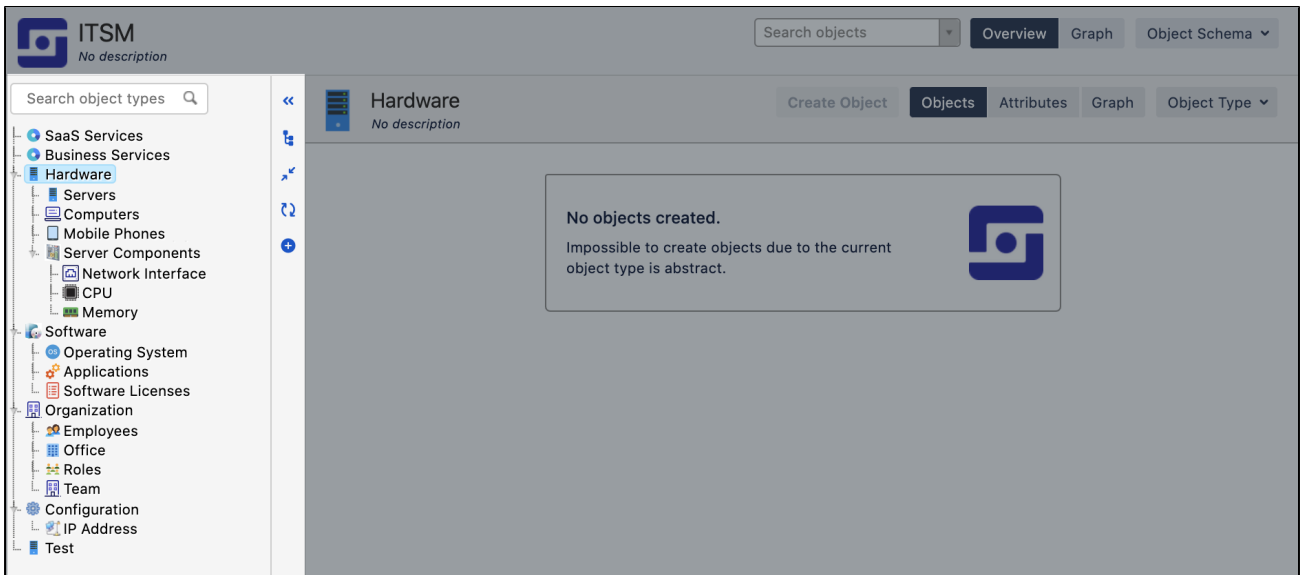 ITSM
No description
Search objects
Overview
Graph
Object Schema
Search object types
SaaS Services
Business Services
Hardware
Servers
Computers
Mobile Phones
Server Components
Network Interface
CPU
Memory
Software
OS
Operating System
Applications
Software Licenses
Organization
Employees
Office
Roles
Team
Configuration
IP Address
Test
Hardware
No description
Create Object
Objects
Attributes
Graph
Object Type
No objects created.
Impossible to create objects due to the current
object type is abstract.